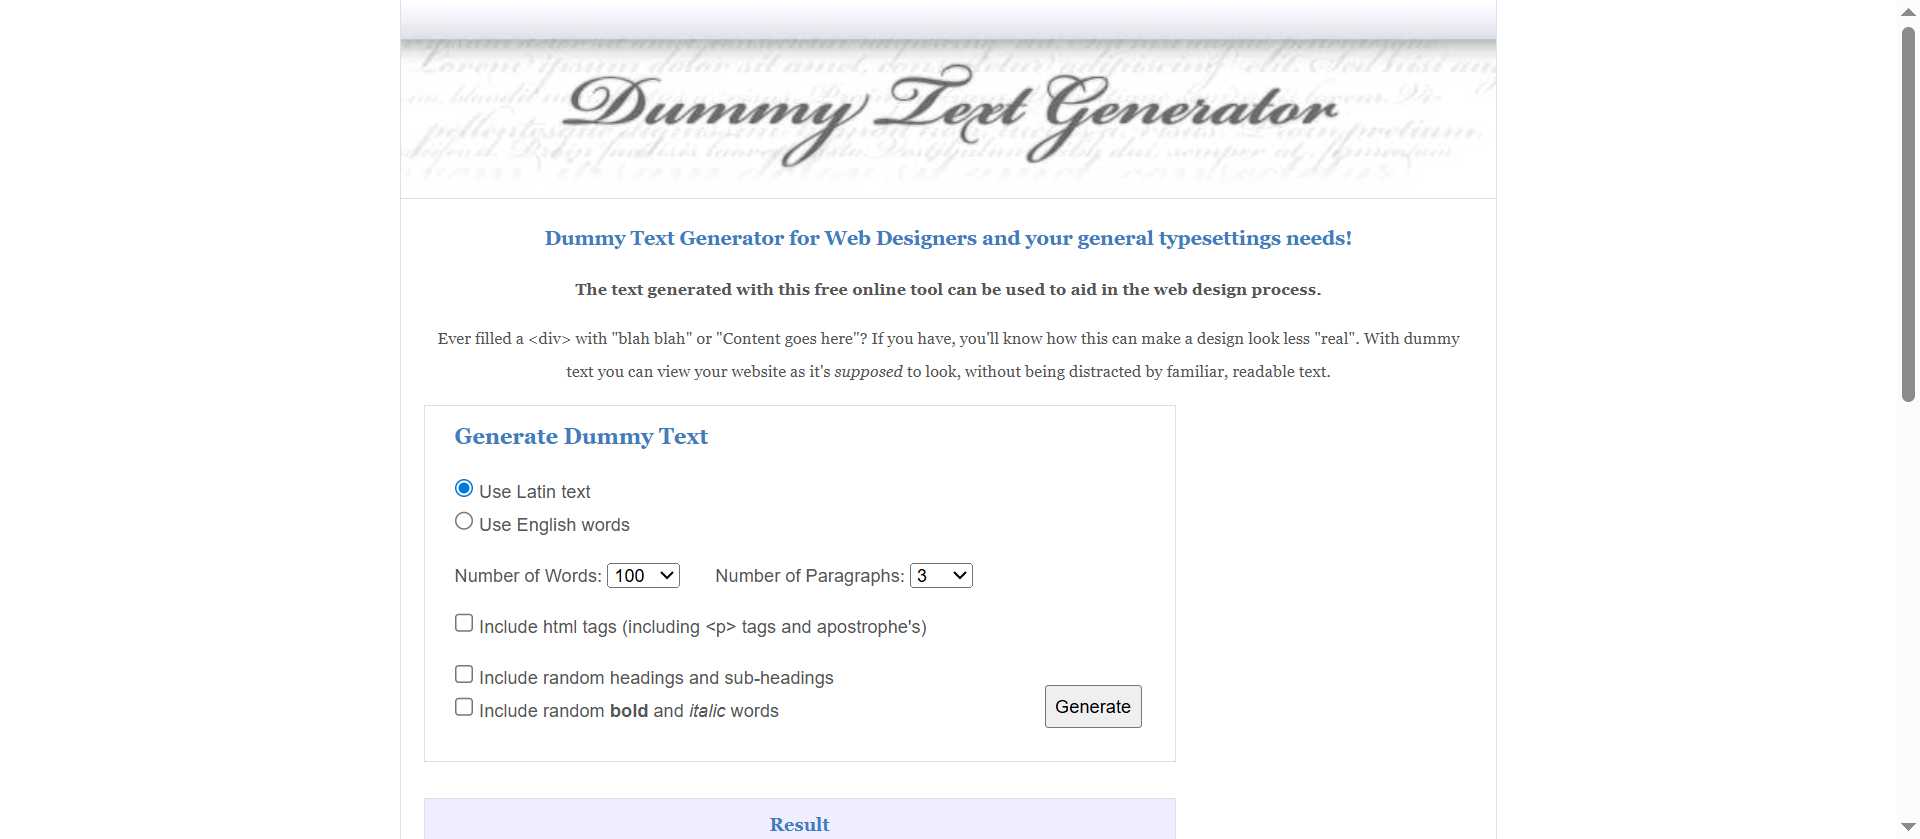 Dummy Text Generator
Dummy Text Generator for Web Designers and your general typesettings needs!
The text generated with this free online tool can be used to aid in the web design process.
Ever filled a <div> with "blah blah" or "Content goes here"? If you have, you'll know how this can make a design look less "real". With dummy
text you can view your website as it's supposed to look, without being distracted by familiar, readable text.
Generate Dummy Text
Use Latin text
Use English words
Number of Words: 100 Number of Paragraphs: 3
Include html tags (including <p> tags and apostrophe's)
Include random headings and sub-headings
Include random bold and italic words
Generate
Result